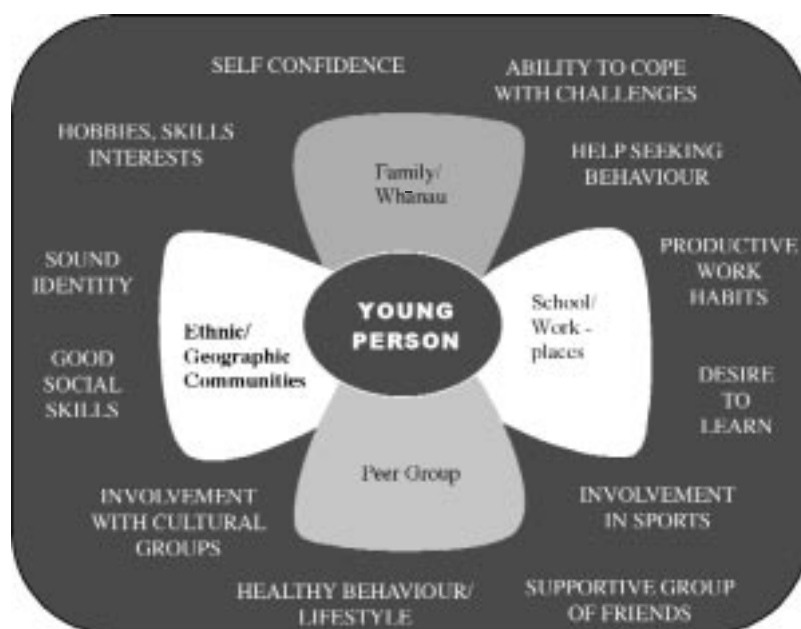 SELF CONFIDENCE
ABILITY TO COPE
WITH CHALLENGES
HOBBIES, SKILLS
INTERESTS
HELP SEEKING
BEHAVIOUR
Family/
Whānau
SOUND
IDENTITY
PRODUCTIVE
WORK
HABITS
YOUNG
PERSON
Ethnic/
Geographic
Communities
School/
Work -
places
GOOD
SOCIAL
SKILLS
DESIRE
TO
LEARN
Peer Group
INVOLVEMENT
WITH CULTURAL
GROUPS
INVOLVEMENT
IN SPORTS
HEALTHY BEHAVIOUR/
LIFESTYLE
SUPPORTIVE GROUP
OF FRIENDS